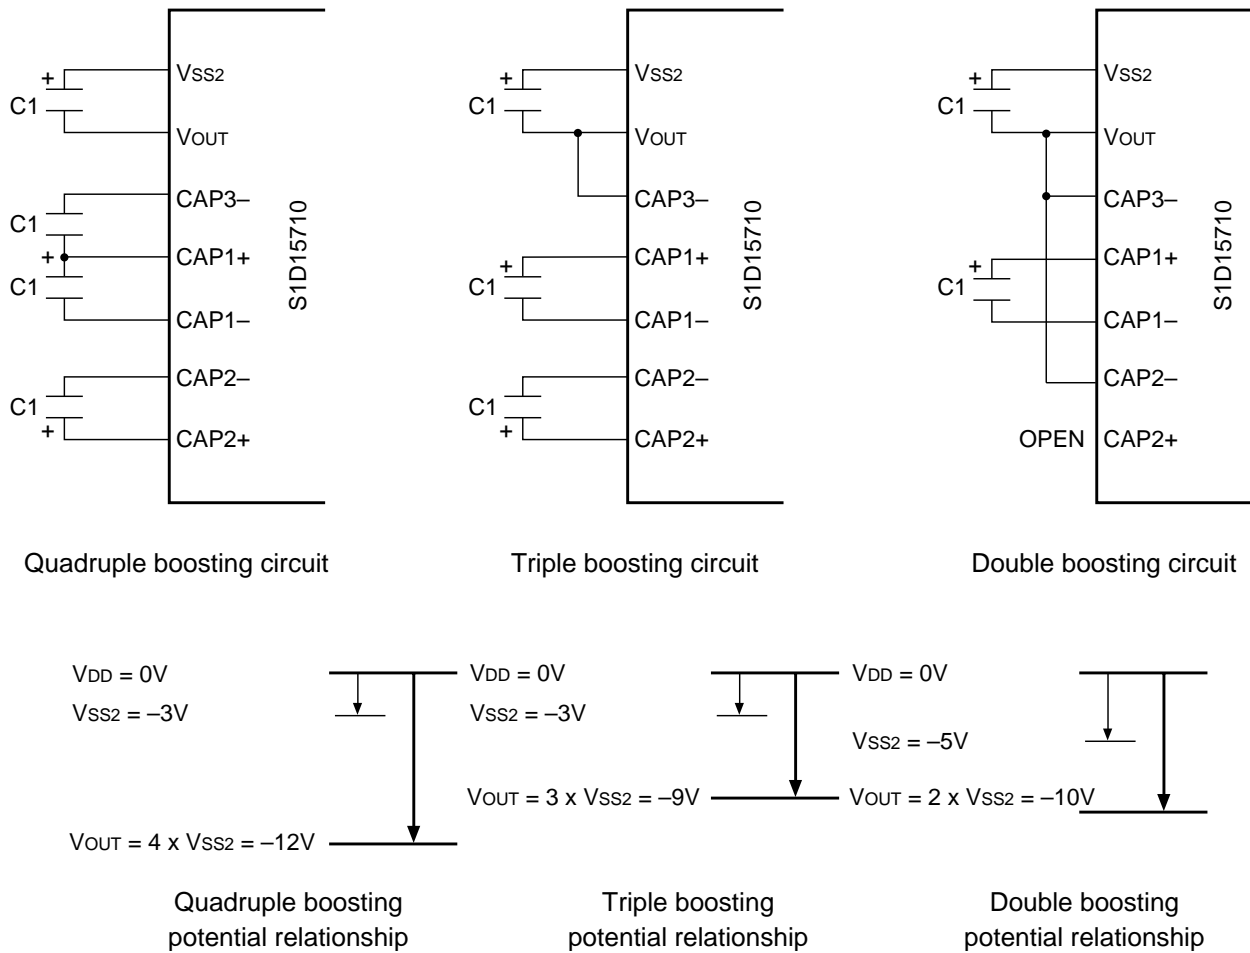 VSS2
+
C1
VOUT
CAP3–
C1
+
CAP1+
C1
CAP1–
CAP2–
C1
+
CAP2+
S1D15710
Quadruple boosting circuit
VSS2
+
C1
VOUT
CAP3–
CAP1+
+
C1
CAP1–
CAP2–
C1
+
CAP2+
S1D15710
Triple boosting circuit
VSS2
+
C1
VOUT
CAP3–
CAP1+
+
C1
CAP1–
CAP2–
OPEN CAP2+
S1D15710
Double boosting circuit
VDD = 0V
VSS2 = –3V
VOUT = 4 x VSS2 = –12V
Quadruple boosting
potential relationship
VDD = 0V
VSS2 = –3V
VOUT = 3 x VSS2 = –9V
Triple boosting
potential relationship
VDD = 0V
VSS2 = –5V
VOUT = 2 x VSS2 = –10V
Double boosting
potential relationship